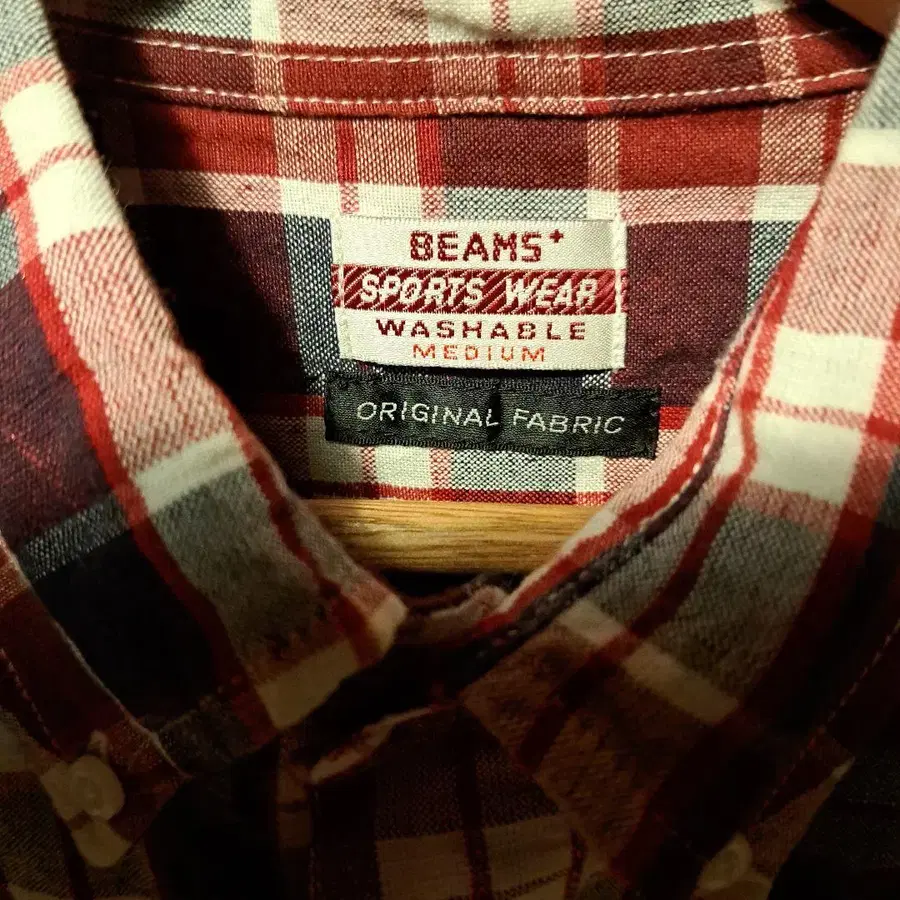 BEAMS+
SPORTS WEAR
WASHABLE
MEDIUM
ORIGINAL FABRIC